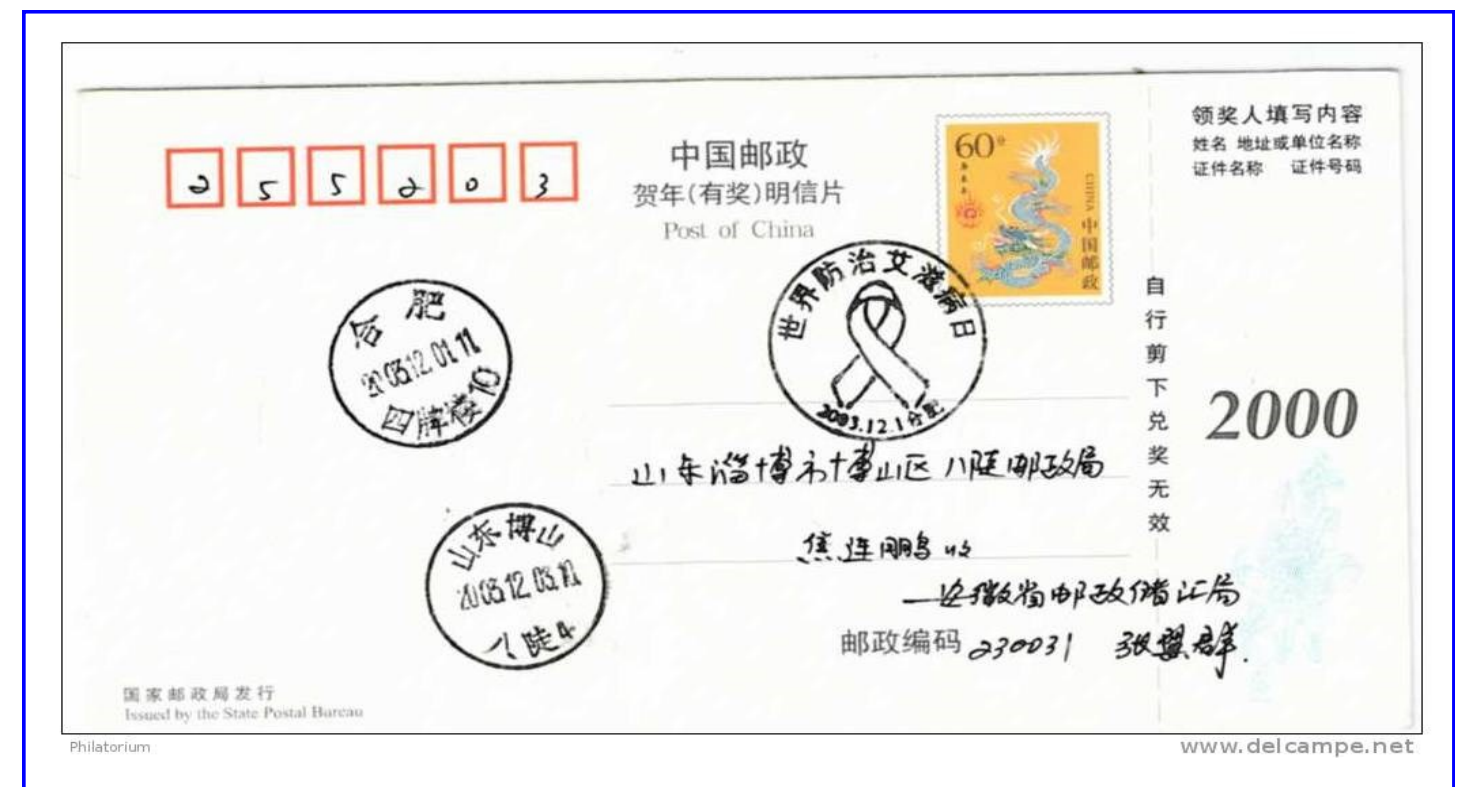 255203
中国邮政
贺年(有奖)明信片
Post of China
60分
CHINA
中国邮政
领奖人填写内容
姓名 地址或单位名称
证件名称 证件号码
自行剪下兑奖无效
2000
世界防治艾滋病日
2003.12.1 合肥
合肥
2003.12.01.11
四牌楼10
山东淄博市博山区八陡邮政局
焦连鹏 收
山东博山
2003.12.03
八陡4
安徽省邮政储汇局
邮政编码 230031
张 群.
国家邮政局发行
Issued by the State Postal Bureau
Philatorium
www.delcampe.net